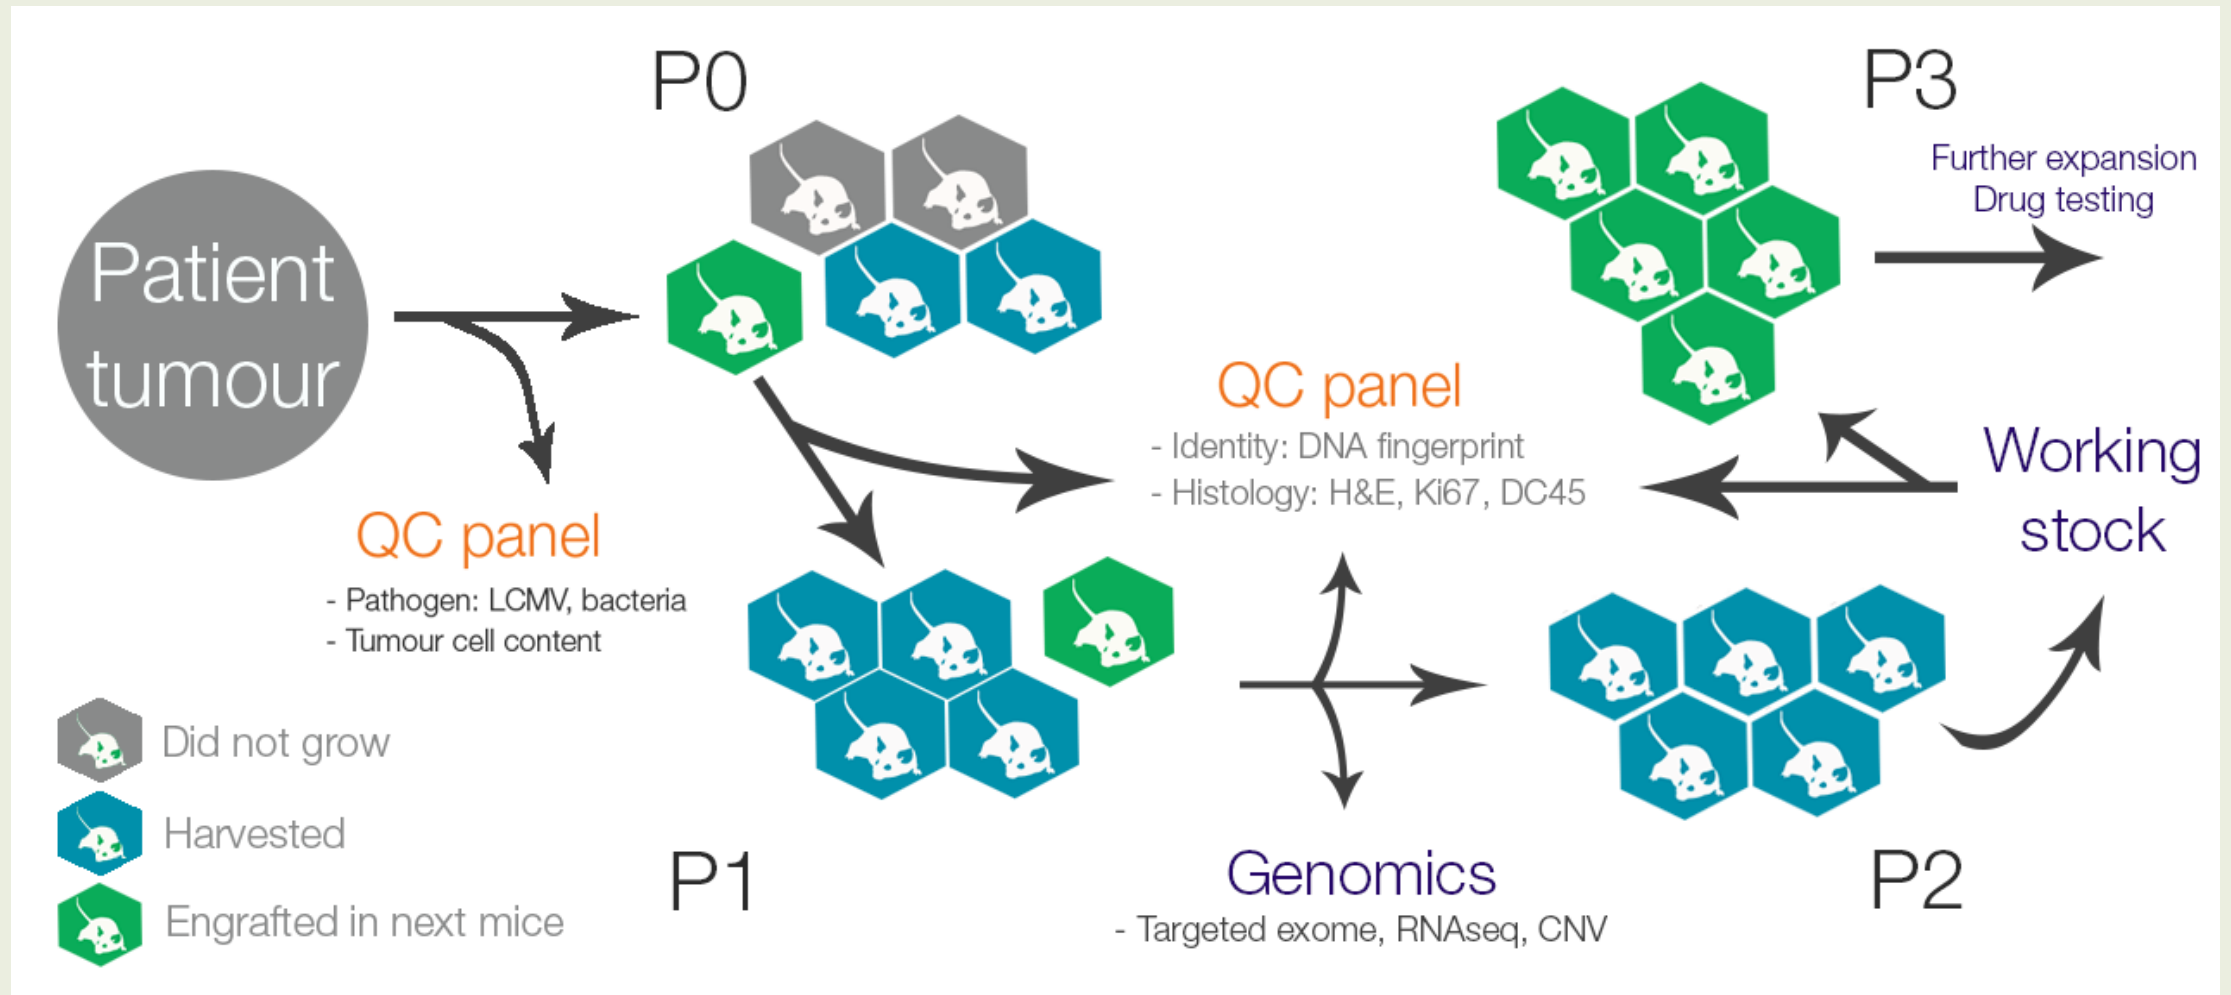 P0
P3
Further expansion
Drug testing
Patient
tumour
QC panel
- Identity: DNA fingerprint
- Histology: H&E, Ki67, DC45
Working
stock
QC panel
- Pathogen: LCMV, bacteria
- Tumour cell content
Did not grow
Harvested
Engrafted in next mice
P1
Genomics
- Targeted exome, RNAseq, CNV
P2